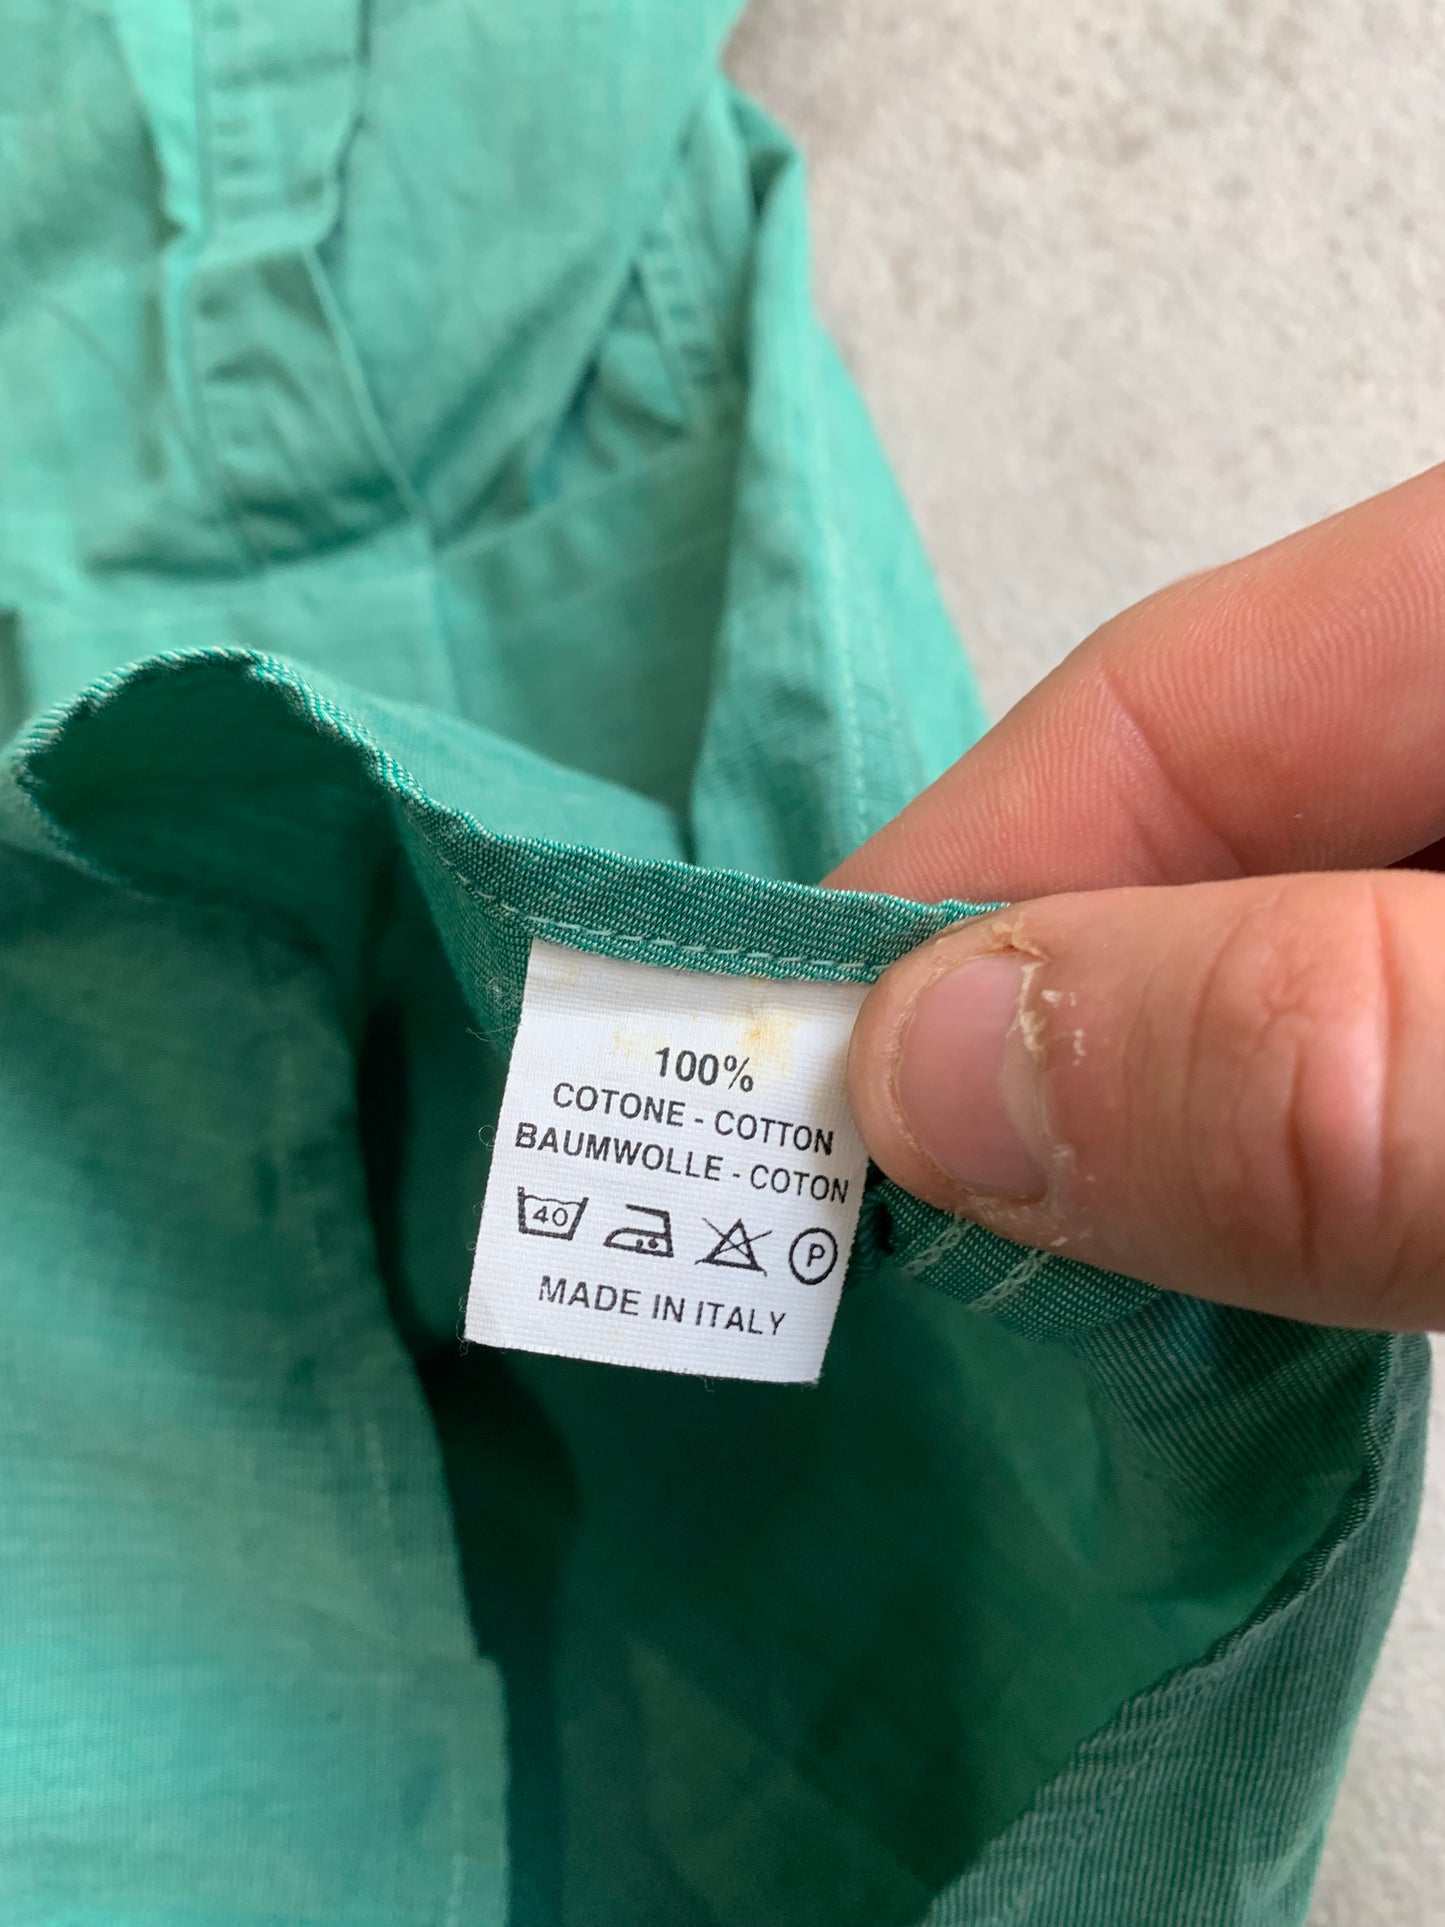 100%
COTONE - COTTON
BAUMWOLLE - COTON
40 P
MADE IN ITALY